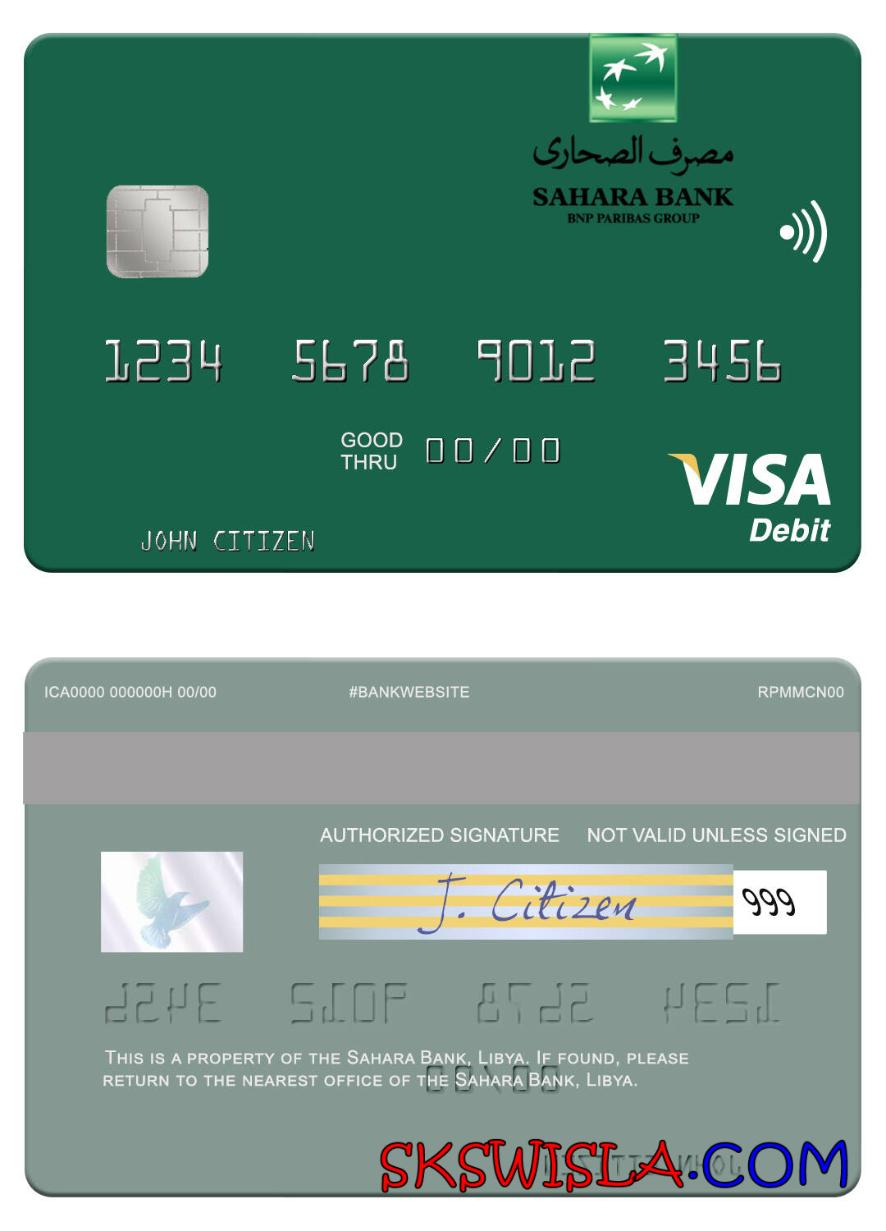 مصرف الصحارى
SAHARA BANK
BNP PARIBAS GROUP
1234 5678 9012 3456
GOOD THRU 00/00
VISA
Debit
JOHN CITIZEN
ICA0000 000000H 00/00 #BANKWEBSITE RPMMCN00
AUTHORIZED SIGNATURE NOT VALID UNLESS SIGNED
J. Citizen 999
THIS IS A PROPERTY OF THE SAHARA BANK, LIBYA. IF FOUND, PLEASE
RETURN TO THE NEAREST OFFICE OF THE SAHARA BANK, LIBYA.
SKSWISLA.COM